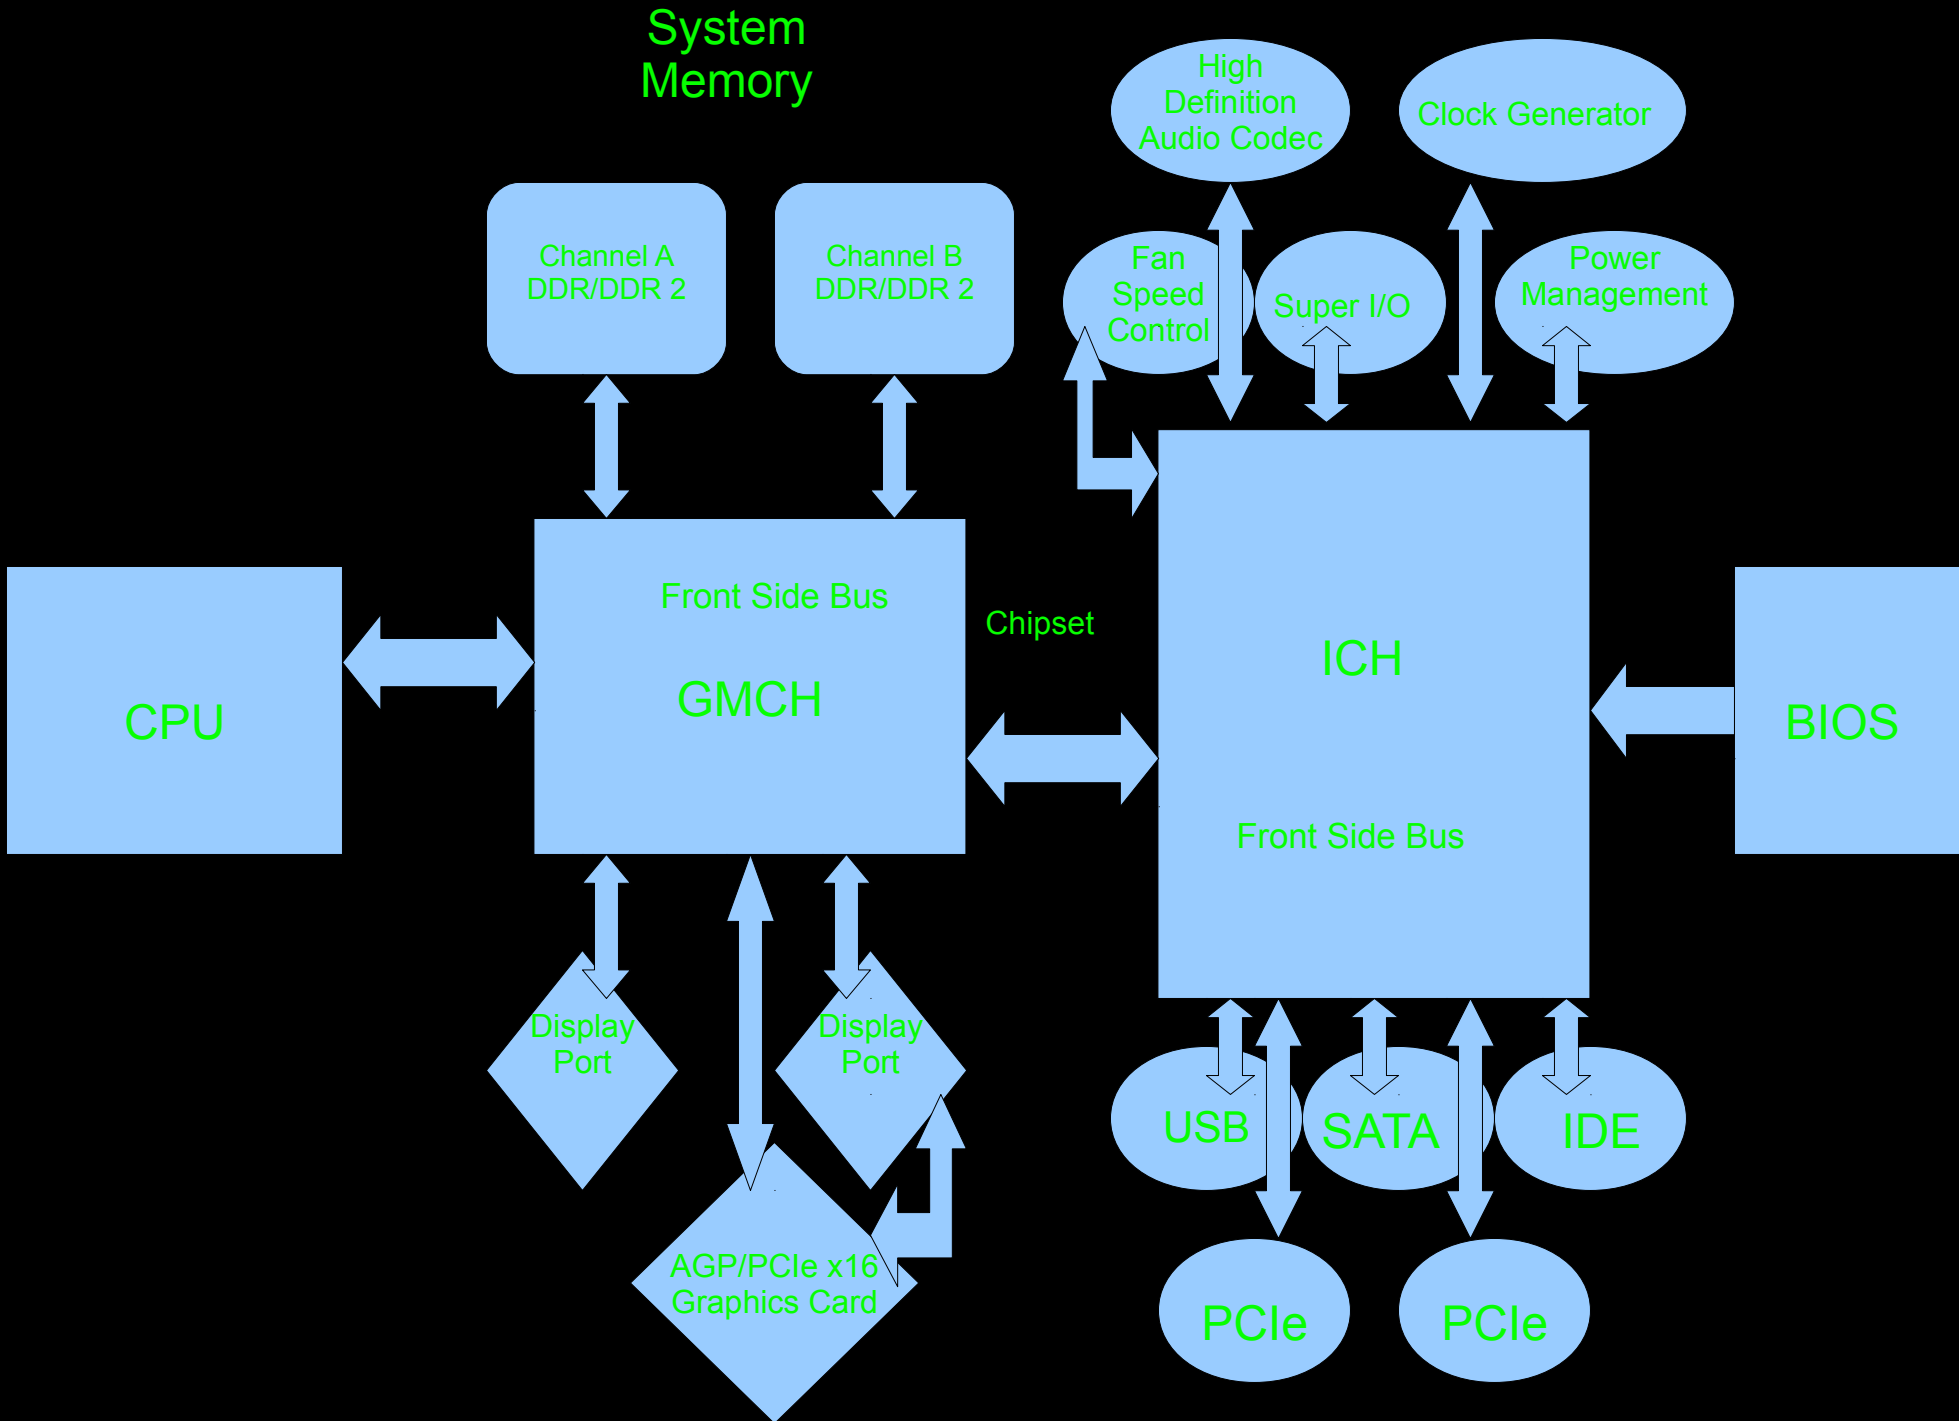 System
Memory
High
Definition
Audio Codec
Clock Generator
Channel A
DDR/DDR 2
Channel B
DDR/DDR 2
Fan
Speed
Control
Super I/O
Power
Management
Front Side Bus
GMCH
Chipset
ICH
Front Side Bus
CPU
BIOS
Display
Port
Display
Port
AGP/PCIe x16
Graphics Card
USB
SATA
IDE
PCIe
PCIe